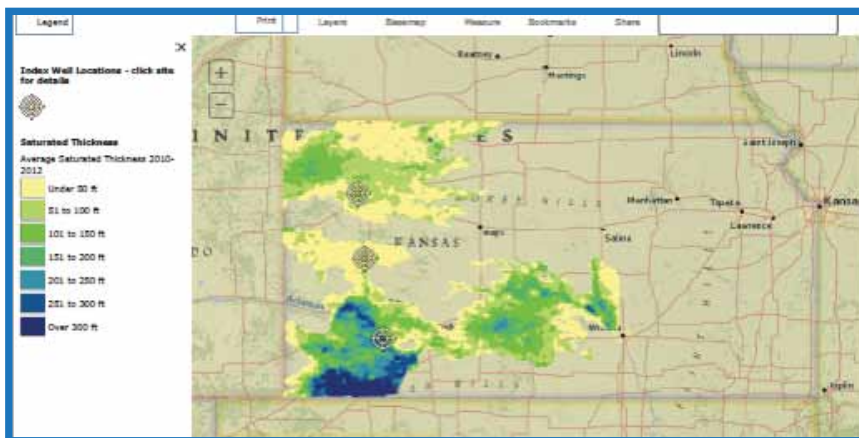 Legend
Print
Layers
Basemap
Measure
Bookmarks
Share
Index Well Locations - click site
for details
Saturated Thickness
Average Saturated Thickness 2010-
2012
Under 50 ft
51 to 100 ft
101 to 150 ft
151 to 200 ft
201 to 250 ft
251 to 300 ft
Over 300 ft
Kearney
Lincoln
Hastings
Saint Joseph
Manhattan
Topeka
Kansas
Lawrence
KANSAS
Hays
Salina
Joplin